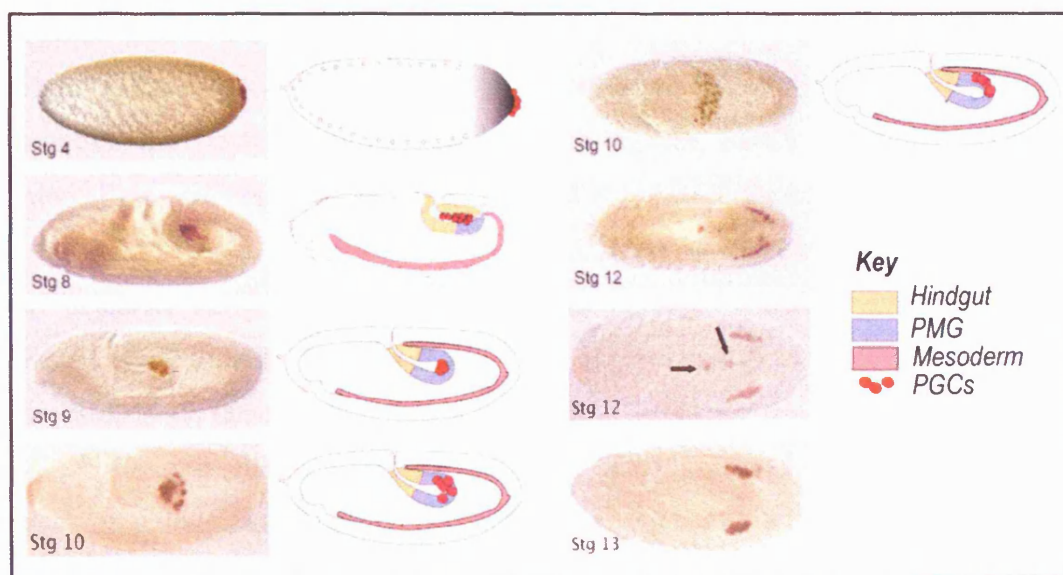 Stg 4
Stg 8
Stg 9
Stg 10
Stg 10
Stg 12
Stg 12
Stg 13
Key
Hindgut
PMG
Mesoderm
PGCs